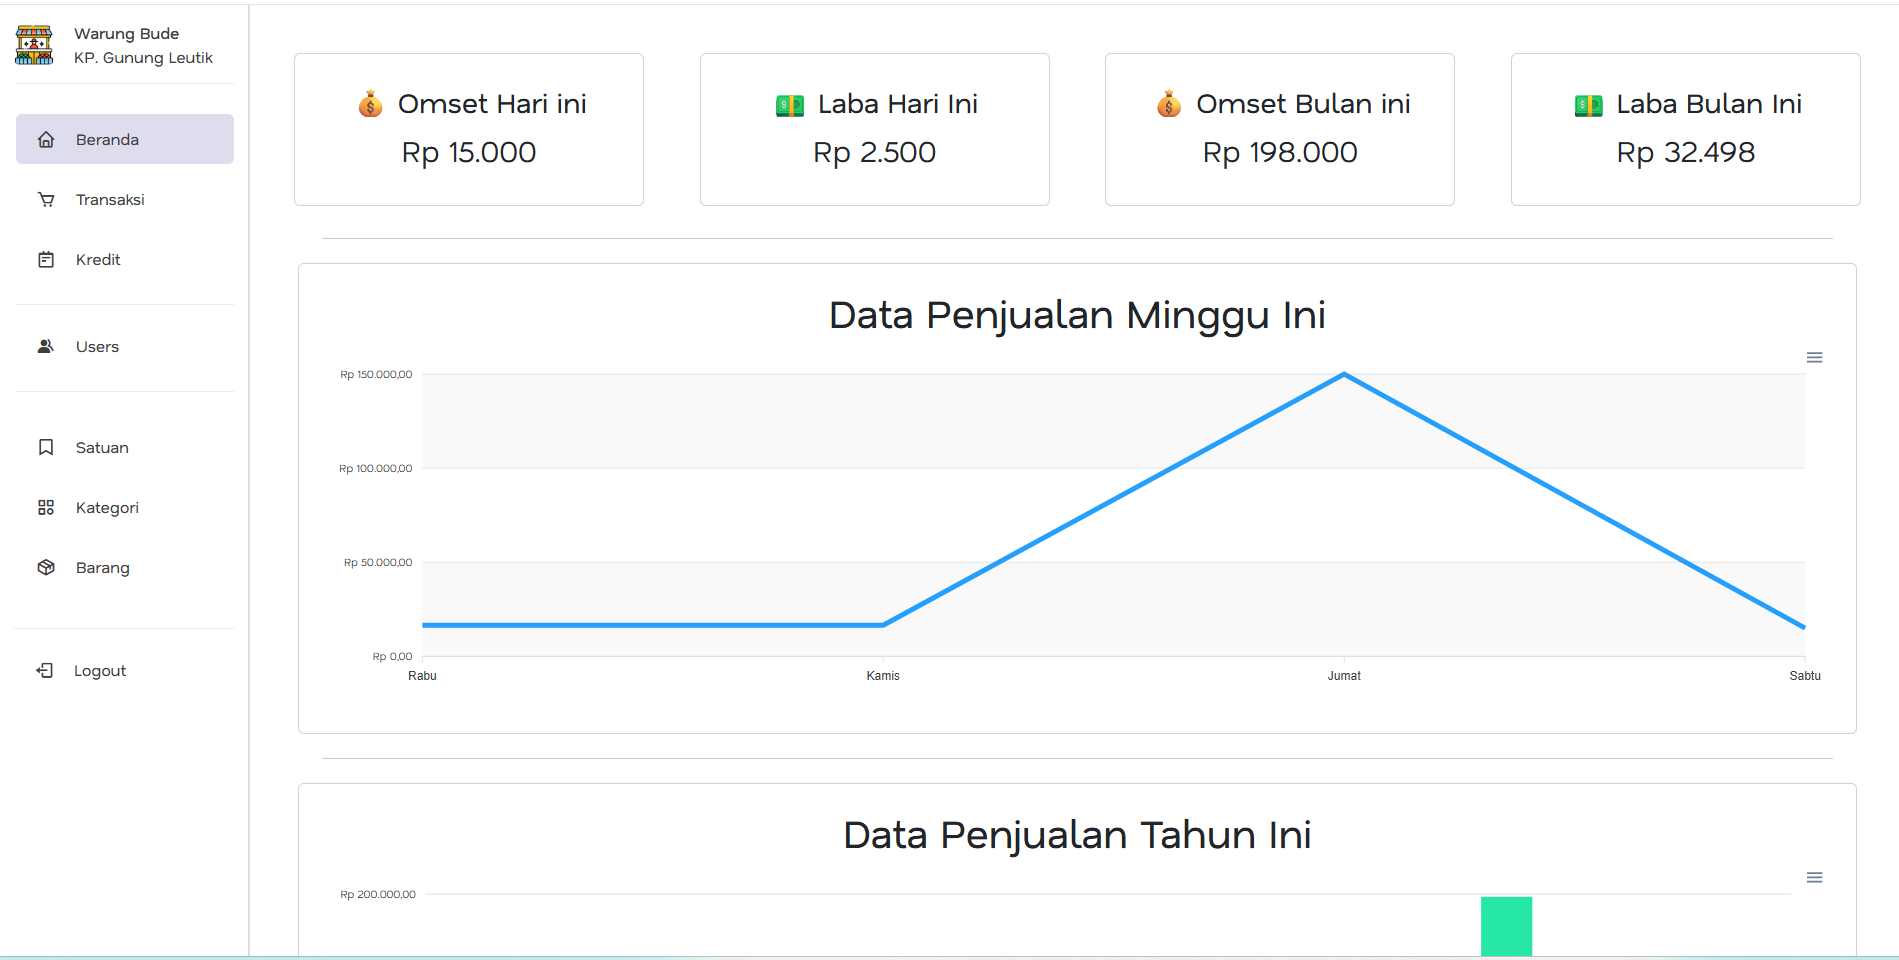 Warung Bude
KP. Gunung Leutik
Beranda
Transaksi
Kredit
Users
Satuan
Kategori
Barang
Logout
Omset Hari ini
Rp 15.000
Laba Hari Ini
Rp 2.500
Omset Bulan ini
Rp 198.000
Laba Bulan Ini
Rp 32.498
Data Penjualan Minggu Ini
Rp 150.000,00
Rp 100.000,00
Rp 50.000,00
Rp 0,00
Rabu
Kamis
Jumat
Sabtu
Data Penjualan Tahun Ini
Rp 200.000,00